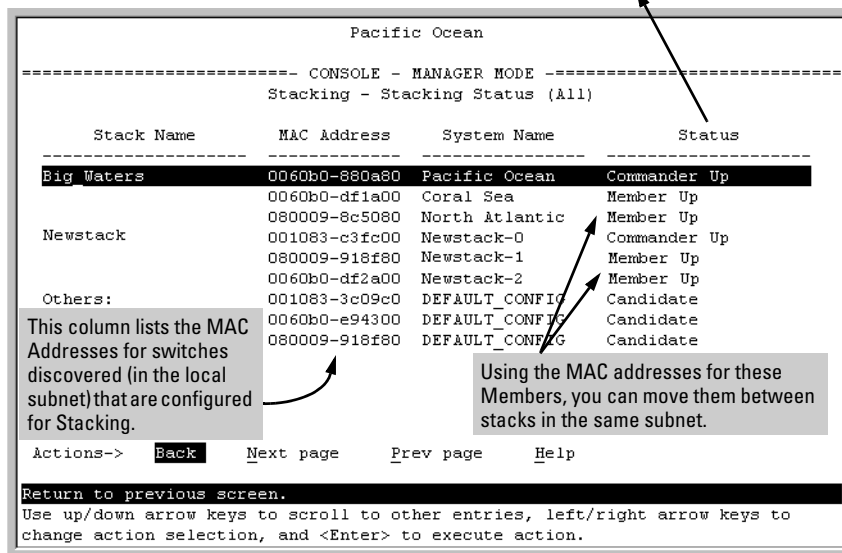 Pacific Ocean
==========================- CONSOLE - MANAGER MODE -============================
Stacking - Stacking Status (All)
Stack Name MAC Address System Name Status
-------------------- ------------- ---------------- --------------------
Big_Waters 0060b0-880a80 Pacific Ocean Commander Up
0060b0-df1a00 Coral Sea Member Up
080009-8c5080 North Atlantic Member Up
Newstack 001083-c3fc00 Newstack-0 Commander Up
080009-918f80 Newstack-1 Member Up
0060b0-df2a00 Newstack-2 Member Up
Others: 001083-3c09c0 DEFAULT_CONFIG Candidate
0060b0-e94300 DEFAULT_CONFIG Candidate
080009-918f80 DEFAULT_CONFIG Candidate
This column lists the MAC
Addresses for switches
discovered (in the local
subnet) that are configured
for Stacking.
Using the MAC addresses for these
Members, you can move them between
stacks in the same subnet.
Actions-> Back Next page Prev page Help
Return to previous screen.
Use up/down arrow keys to scroll to other entries, left/right arrow keys to
change action selection, and <Enter> to execute action.